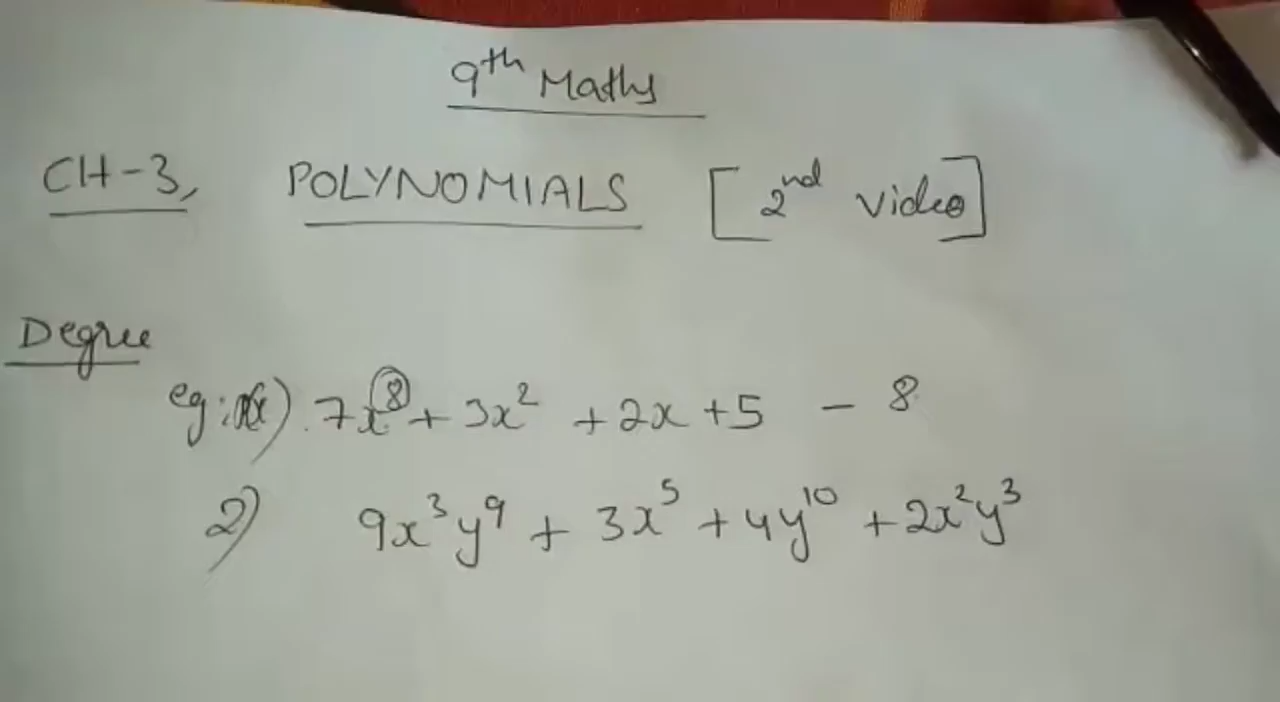 9th Maths
CH-3, POLYNOMIALS [2nd video]
Degree
eg: ) 7x⁸ + 3x² + 2x + 5 - 8
2) 9x³y⁹ + 3x⁵ + 4y¹⁰ + 2x²y³